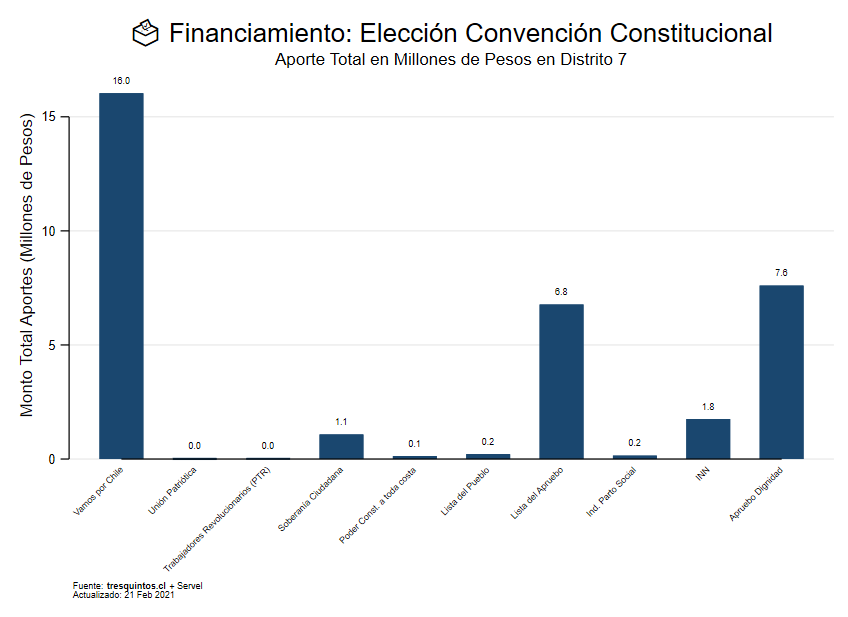 Financiamiento: Elección Convención Constitucional
Aporte Total en Millones de Pesos en Distrito 7
Monto Total Aportes (Millones de Pesos)
15
10
5
0
16.0
0.0
0.0
1.1
0.1
0.2
6.8
0.2
1.8
7.6
Vamos por Chile
Unión Patriótica
Trabajadores Revolucionarios (PTR)
Soberanía Ciudadana
Poder Const. a toda costa
Lista del Pueblo
Lista del Apruebo
Ind. Parto Social
INN
Apruebo Dignidad
Fuente: tresquintos.cl + Servel
Actualizado: 21 Feb 2021